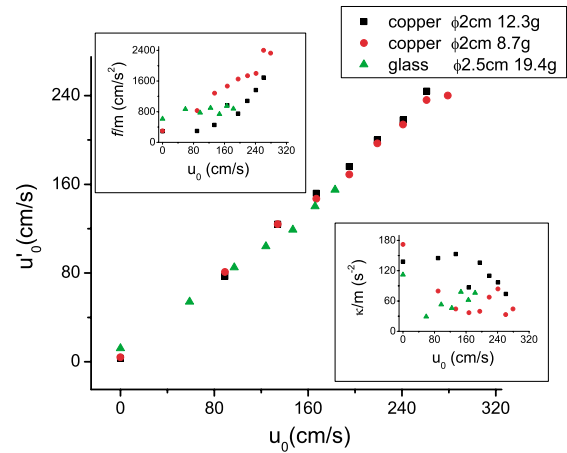 copper ϕ2cm 12.3g
copper ϕ2cm 8.7g
glass ϕ2.5cm 19.4g
2400
1600
800
0
f/m (cm/s²)
0 80 160 240 320
u₀ (cm/s)
240
160
80
0
u'₀(cm/s)
180
120
60
0
κ/m (s⁻²)
0 80 160 240 320
u₀ (cm/s)
0 80 160 240 320
u₀(cm/s)